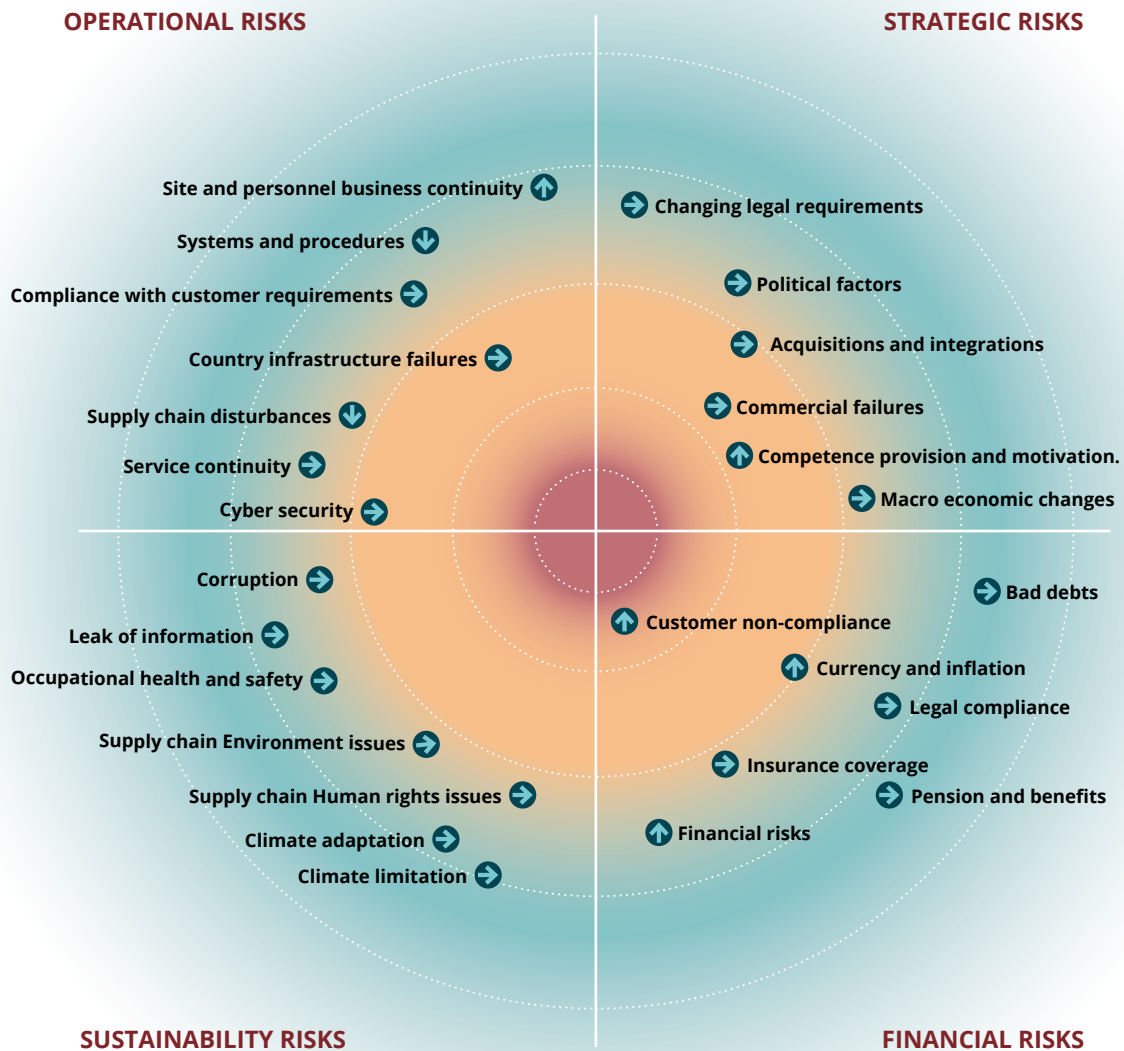 OPERATIONAL RISKS
STRATEGIC RISKS
Site and personnel business continuity
Systems and procedures
Compliance with customer requirements
Country infrastructure failures
Supply chain disturbances
Service continuity
Cyber security
Changing legal requirements
Political factors
Acquisitions and integrations
Commercial failures
Competence provision and motivation.
Macro economic changes
Corruption
Leak of information
Occupational health and safety
Supply chain Environment issues
Supply chain Human rights issues
Climate adaptation
Climate limitation
Bad debts
Customer non-compliance
Currency and inflation
Legal compliance
Insurance coverage
Pension and benefits
Financial risks
SUSTAINABILITY RISKS
FINANCIAL RISKS